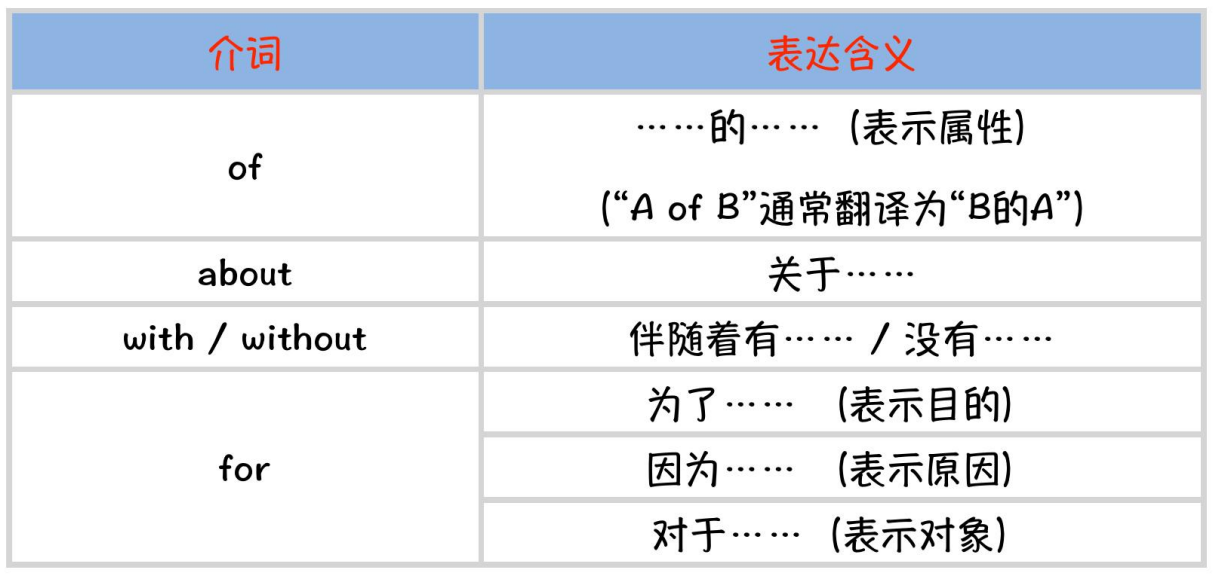 介词
表达含义
of
……的…… (表示属性)
(“A of B”通常翻译为“B的A”)
about
关于……
with / without
伴随着有…… / 没有……
for
为了…… (表示目的)
因为…… (表示原因)
对于…… (表示对象)